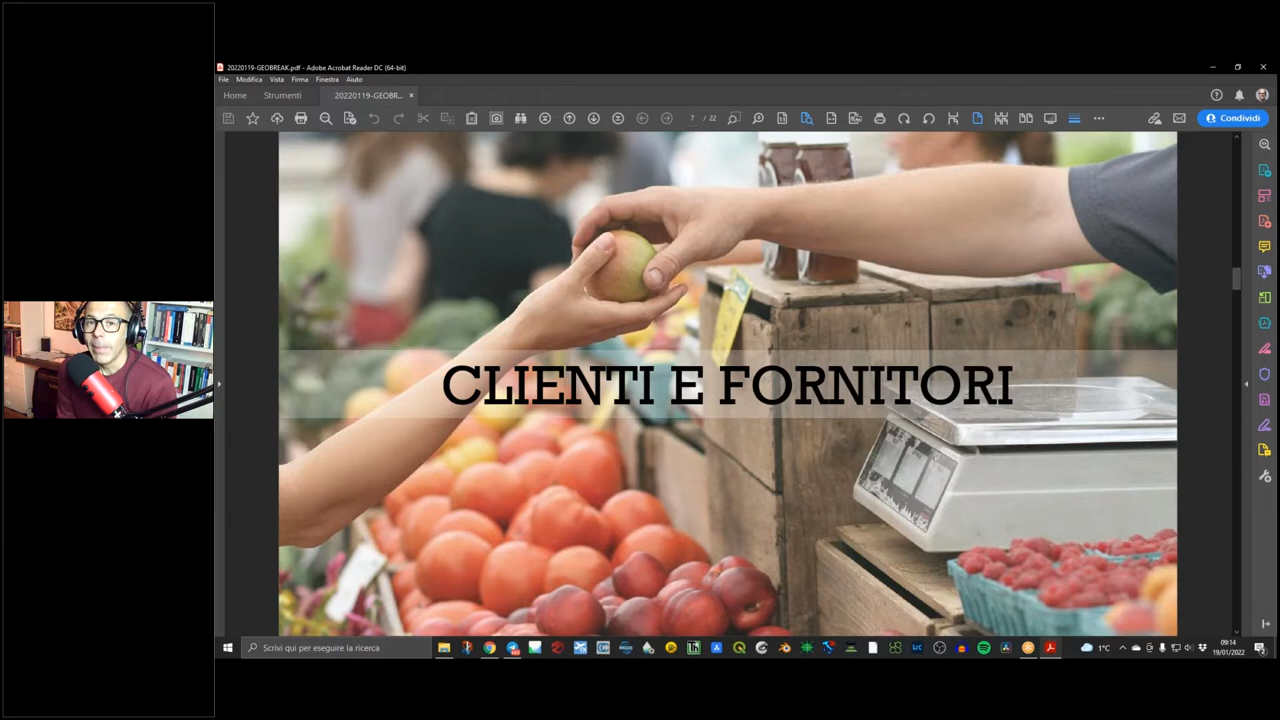 20220119-GEOBREAK.pdf - Adobe Acrobat Reader DC (64-bit)
File Modifica Vista Firma Finestra Aiuto
Home Strumenti 20220119-GEOBR... ×
7 / 22
Condividi
CLIENTI E FORNITORI
Scrivi qui per eseguire la ricerca
1°C
09:14
19/01/2022